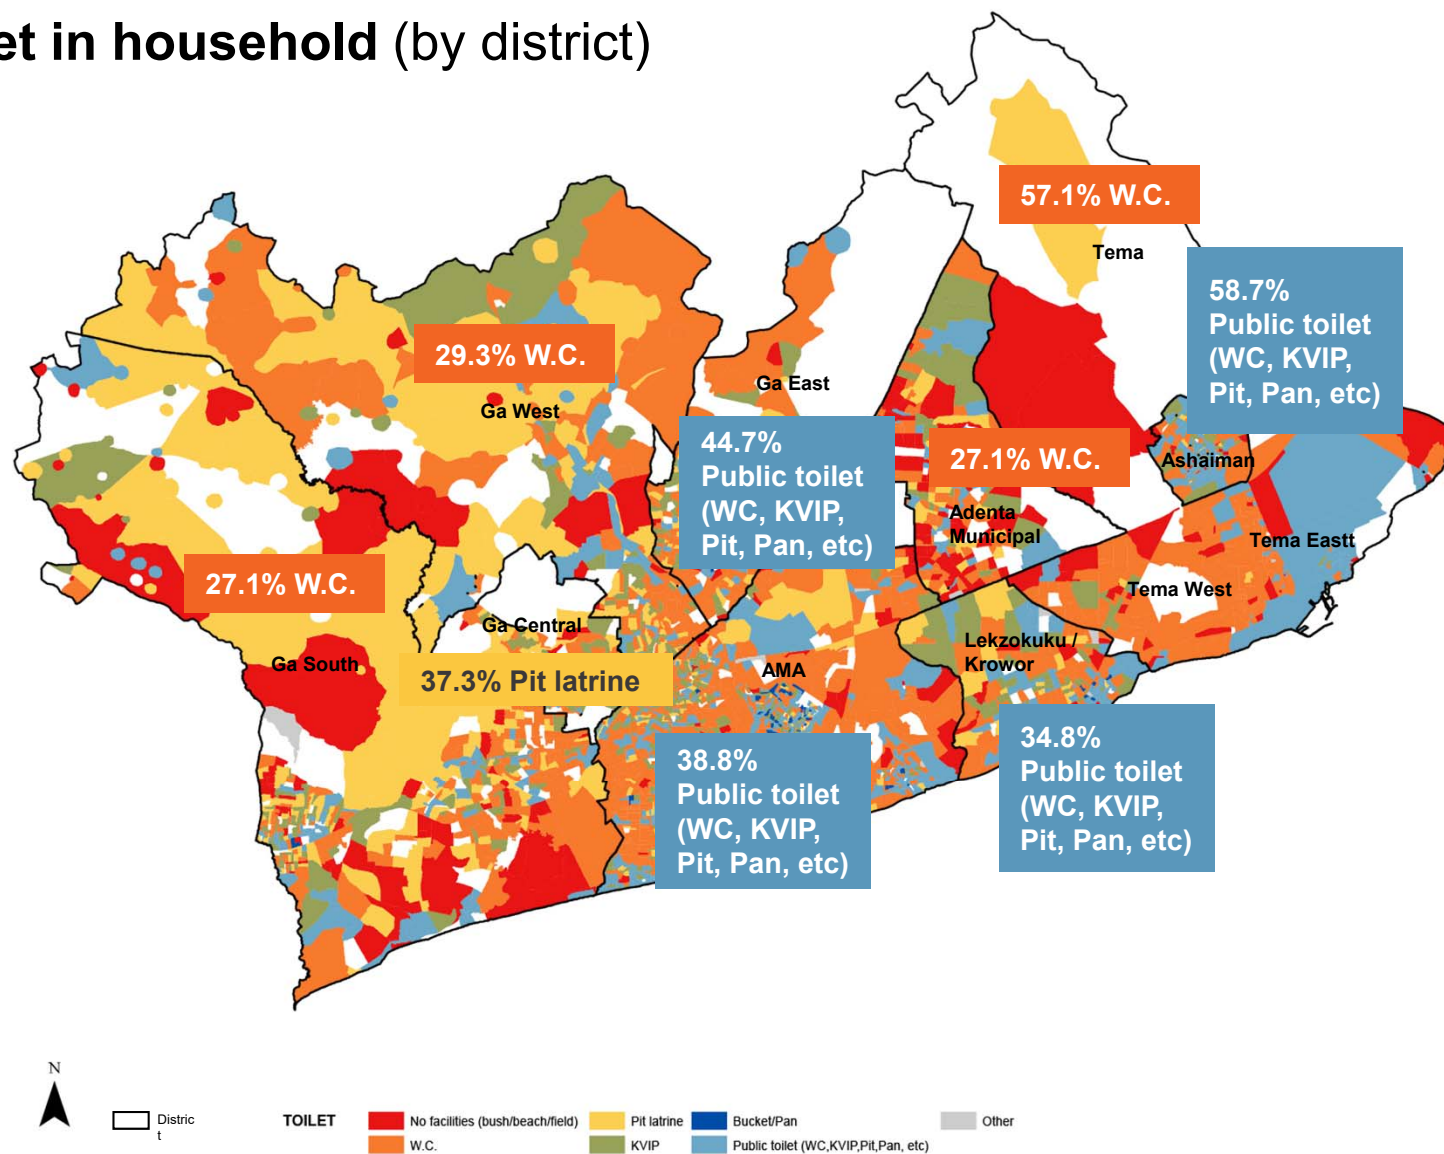 et in household (by district)
57.1% W.C.
Tema
58.7%
Public toilet
(WC, KVIP,
Pit, Pan, etc)
29.3% W.C.
Ga East
Ga West
44.7%
Public toilet
(WC, KVIP,
Pit, Pan, etc)
27.1% W.C.
Ashaiman
Adenta
Municipal
Tema Eastt
27.1% W.C.
Tema West
Ga Central
Lekzokuku /
Krowor
Ga South
37.3% Pit latrine
AMA
38.8%
Public toilet
(WC, KVIP,
Pit, Pan, etc)
34.8%
Public toilet
(WC, KVIP,
Pit, Pan, etc)
N
Distric
t
TOILET
No facilities (bush/beach/field)
W.C.
Pit latrine
KVIP
Bucket/Pan
Public toilet (WC,KVIP,Pit,Pan, etc)
Other